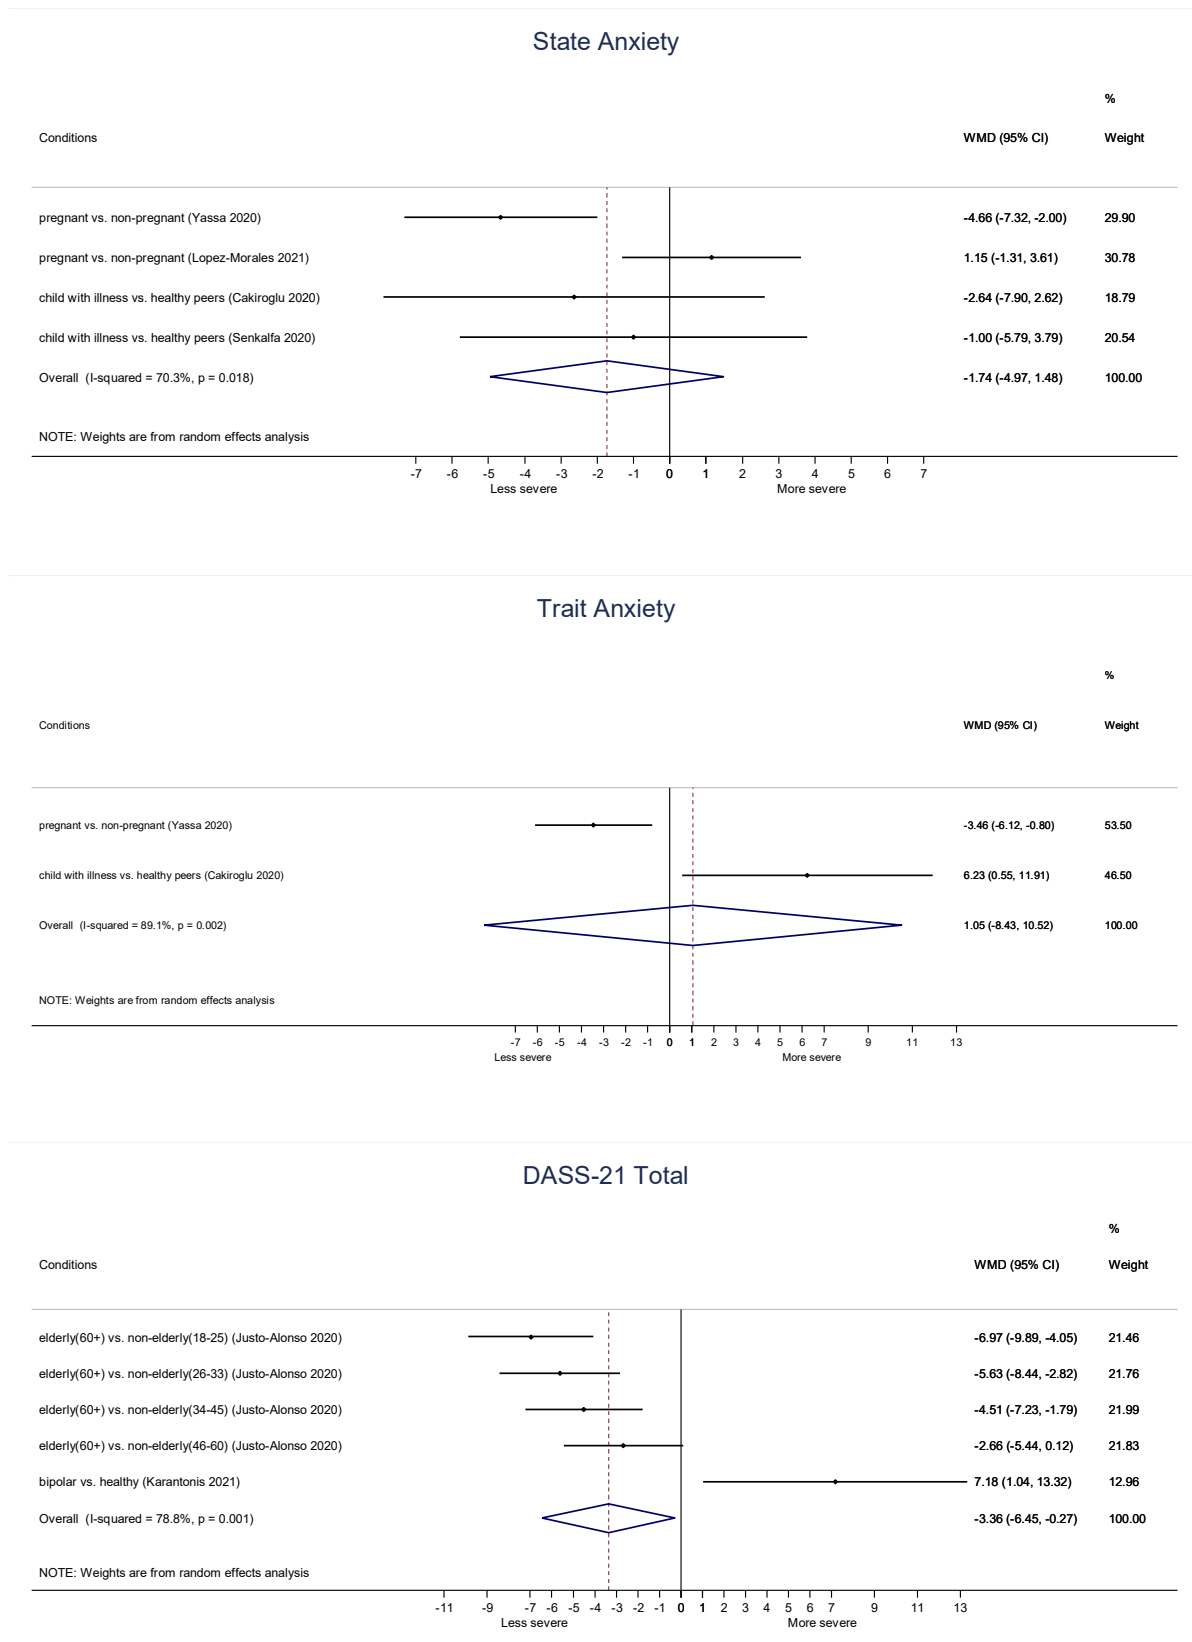 State Anxiety
%
Conditions WMD (95% CI) Weight
pregnant vs. non-pregnant (Yassa 2020) -4.66 (-7.32, -2.00) 29.90
pregnant vs. non-pregnant (Lopez-Morales 2021) 1.15 (-1.31, 3.61) 30.78
child with illness vs. healthy peers (Cakiroglu 2020) -2.64 (-7.90, 2.62) 18.79
child with illness vs. healthy peers (Senkalfa 2020) -1.00 (-5.79, 3.79) 20.54
Overall (I-squared = 70.3%, p = 0.018) -1.74 (-4.97, 1.48) 100.00
NOTE: Weights are from random effects analysis
-7 -6 -5 -4 -3 -2 -1 0 1 2 3 4 5 6 7
Less severe More severe
Trait Anxiety
%
Conditions WMD (95% CI) Weight
pregnant vs. non-pregnant (Yassa 2020) -3.46 (-6.12, -0.80) 53.50
child with illness vs. healthy peers (Cakiroglu 2020) 6.23 (0.55, 11.91) 46.50
Overall (I-squared = 89.1%, p = 0.002) 1.05 (-8.43, 10.52) 100.00
NOTE: Weights are from random effects analysis
-7 -6 -5 -4 -3 -2 -1 0 1 2 3 4 5 6 7 9 11 13
Less severe More severe
DASS-21 Total
%
Conditions WMD (95% CI) Weight
elderly(60+) vs. non-elderly(18-25) (Justo-Alonso 2020) -6.97 (-9.89, -4.05) 21.46
elderly(60+) vs. non-elderly(26-33) (Justo-Alonso 2020) -5.63 (-8.44, -2.82) 21.76
elderly(60+) vs. non-elderly(34-45) (Justo-Alonso 2020) -4.51 (-7.23, -1.79) 21.99
elderly(60+) vs. non-elderly(46-60) (Justo-Alonso 2020) -2.66 (-5.44, 0.12) 21.83
bipolar vs. healthy (Karantonis 2021) 7.18 (1.04, 13.32) 12.96
Overall (I-squared = 78.8%, p = 0.001) -3.36 (-6.45, -0.27) 100.00
NOTE: Weights are from random effects analysis
-11 -9 -7 -6 -5 -4 -3 -2 -1 0 1 2 3 4 5 6 7 9 11 13
Less severe More severe